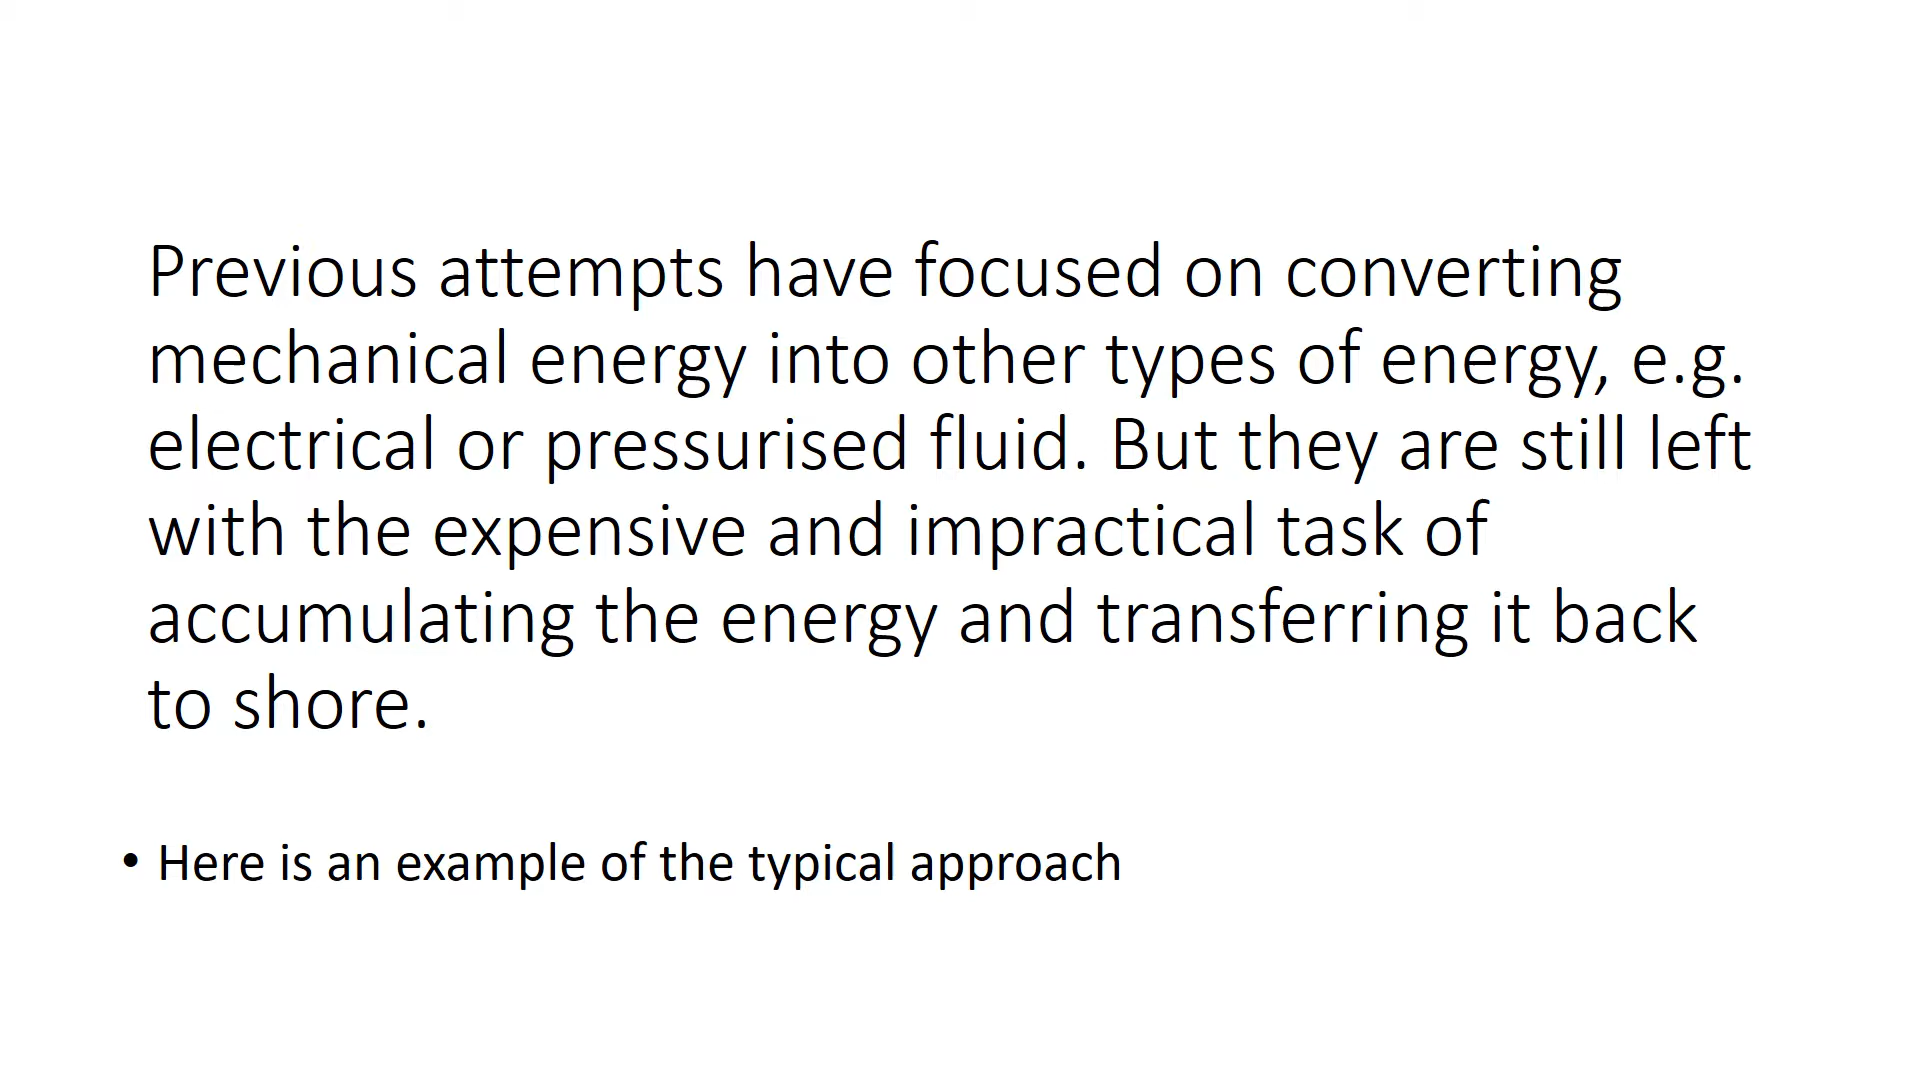 Previous attempts have focused on converting
mechanical energy into other types of energy, e.g.
electrical or pressurised fluid. But they are still left
with the expensive and impractical task of
accumulating the energy and transferring it back
to shore.
• Here is an example of the typical approach